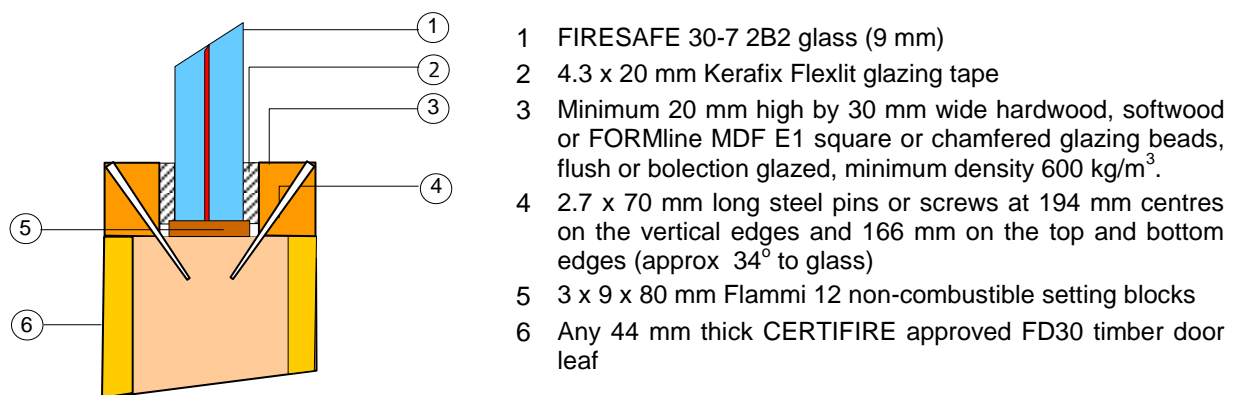 1
2
3
4
5
6
1 FIRESAFE 30-7 2B2 glass (9 mm)
2 4.3 x 20 mm Kerafix Flexlit glazing tape
3 Minimum 20 mm high by 30 mm wide hardwood, softwood
or FORMline MDF E1 square or chamfered glazing beads,
flush or bolection glazed, minimum density 600 kg/m³.
4 2.7 x 70 mm long steel pins or screws at 194 mm centres
on the vertical edges and 166 mm on the top and bottom
edges (approx 34° to glass)
5 3 x 9 x 80 mm Flammi 12 non-combustible setting blocks
6 Any 44 mm thick CERTIFIRE approved FD30 timber door
leaf